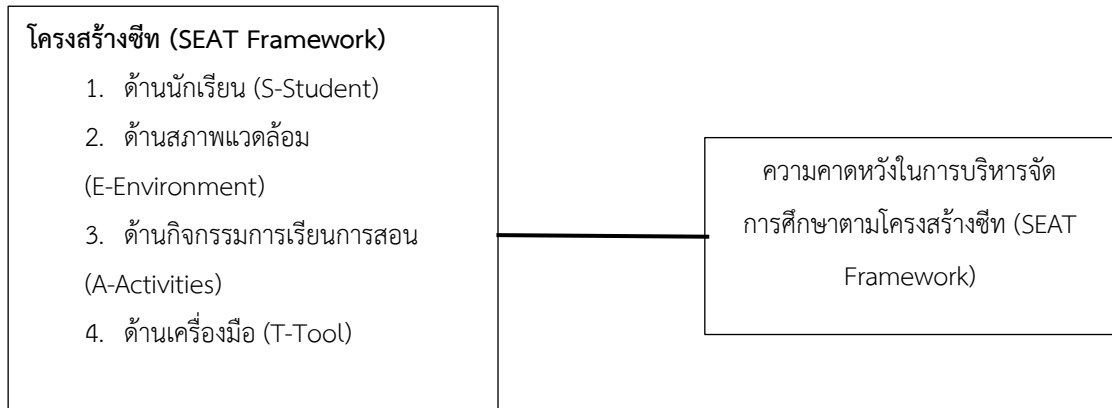 โครงสร้างซีท (SEAT Framework)
1. ด้านนักเรียน (S-Student)
2. ด้านสภาพแวดล้อม
(E-Environment)
3. ด้านกิจกรรมการเรียนการสอน
(A-Activities)
4. ด้านเครื่องมือ (T-Tool)
ความคาดหวังในการบริหารจัด
การศึกษาตามโครงสร้างซีท (SEAT
Framework)